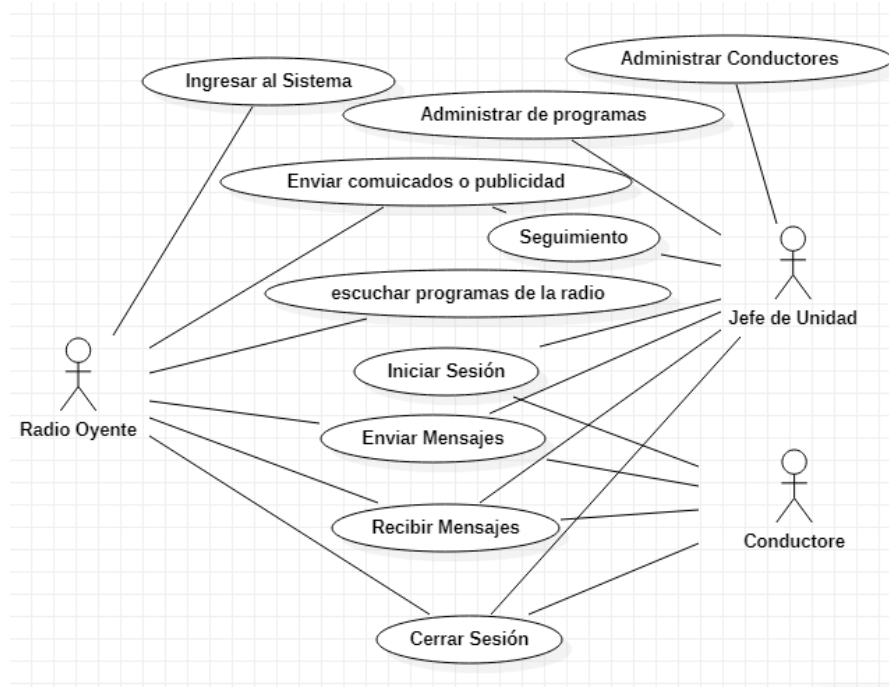 Administrar Conductores
Ingresar al Sistema
Administrar de programas
Enviar comuicados o publicidad
Seguimiento
escuchar programas de la radio
Jefe de Unidad
Iniciar Sesión
Radio Oyente
Enviar Mensajes
Recibir Mensajes
Conductore
Cerrar Sesión